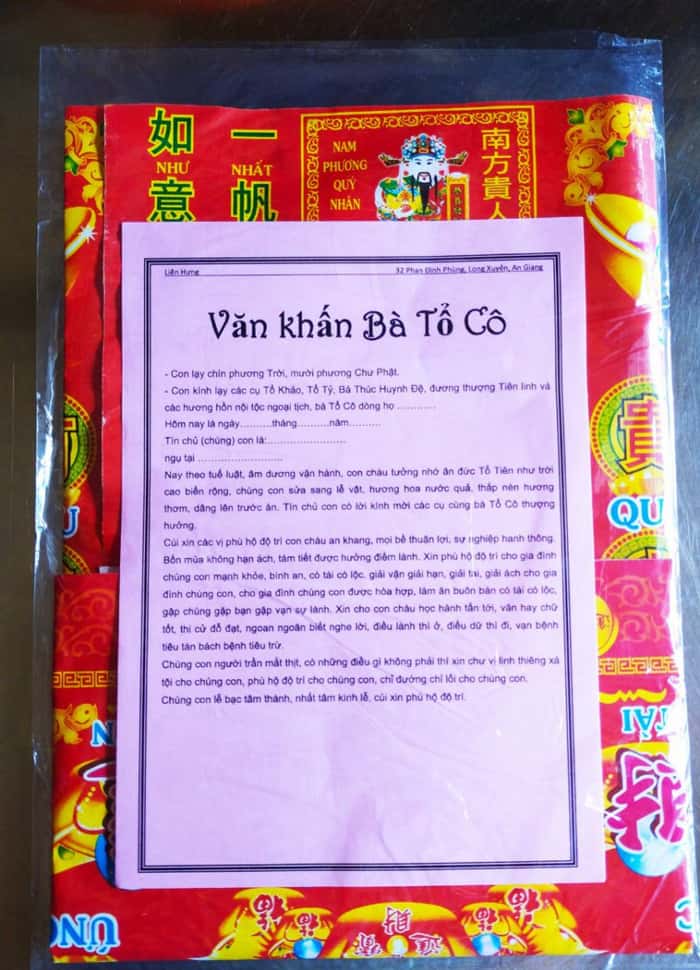 如 一
NHƯ NHẤT
意 帆
NAM
PHƯƠNG
QUÝ
NHÂN
南方貴人
Liên Hưng 32 Phan Đình Phùng, Long Xuyên, An Giang
Văn khấn Bà Tổ Cô
- Con lạy chín phương Trời, mười phương Chư Phật.
- Con kính lạy các cụ Tổ Khảo, Tổ Tỷ, Bá Thúc Huynh Đệ, đương thượng Tiên linh và
các hương hồn nội tộc ngoại tịch, bà Tổ Cô dòng họ …………
Hôm nay là ngày……….tháng……….năm……….
Tín chủ (chúng) con là:……………………
ngụ tại ……………………..
Nay theo tuế luật, âm dương vận hành, con cháu tưởng nhớ ân đức Tổ Tiên như trời
cao biển rộng, chúng con sửa sang lễ vật, hương hoa nước quả, thắp nén hương
thơm, dâng lên trước án. Tín chủ con có lời kính mời các cụ cùng bà Tổ Cô thượng
hưởng.
Cúi xin các vị phù hộ độ trì con cháu an khang, mọi bề thuận lợi, sự nghiệp hanh thông.
Bốn mùa không hạn ách, tám tiết được hưởng điềm lành. Xin phù hộ độ trì cho gia đình
chúng con mạnh khỏe, bình an, có tài có lộc, giải vận giải hạn, giải tai, giải ách cho gia
đình chúng con, cho gia đình chúng con được hòa hợp, làm ăn buôn bán có tài có lộc,
gặp chúng gặp bạn gặp vạn sự lành. Xin cho con cháu học hành tấn tới, văn hay chữ
tốt, thi cử đỗ đạt, ngoan ngoãn biết nghe lời, điều lành thì ở, điều dữ thì đi, vạn bệnh
tiêu tán bách bệnh tiêu trừ.
Chúng con người trần mắt thịt, có những điều gì không phải thì xin chư vị linh thiêng xá
tội cho chúng con, phù hộ độ trì cho chúng con, chỉ đường chỉ lối cho chúng con.
Chúng con lễ bạc tâm thành, nhất tâm kính lễ, cúi xin phù hộ độ trì.
貴
QU
TÀI
財
ỨNG
福 進財 福